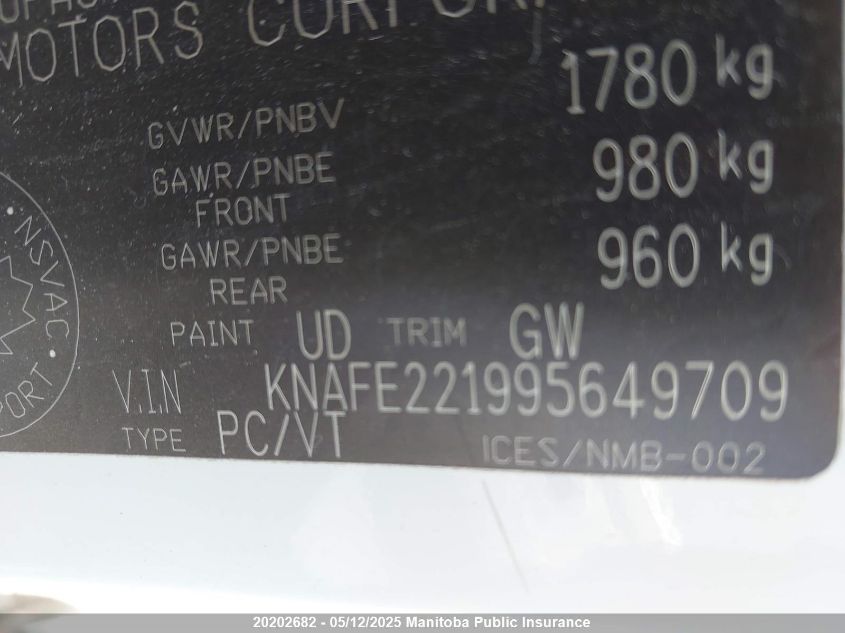 MOTORS CORPOR
1780 kg
GVWR/PNBV
GAWR/PNBE
FRONT
980 kg
GAWR/PNBE
REAR
960 kg
PAINT UD TRIM GW
V.I.N KNAFE221995649709
TYPE PC/VT ICES/NMB-002
· NSVAC ·
PORT
20202682 - 05/12/2025 Manitoba Public Insurance